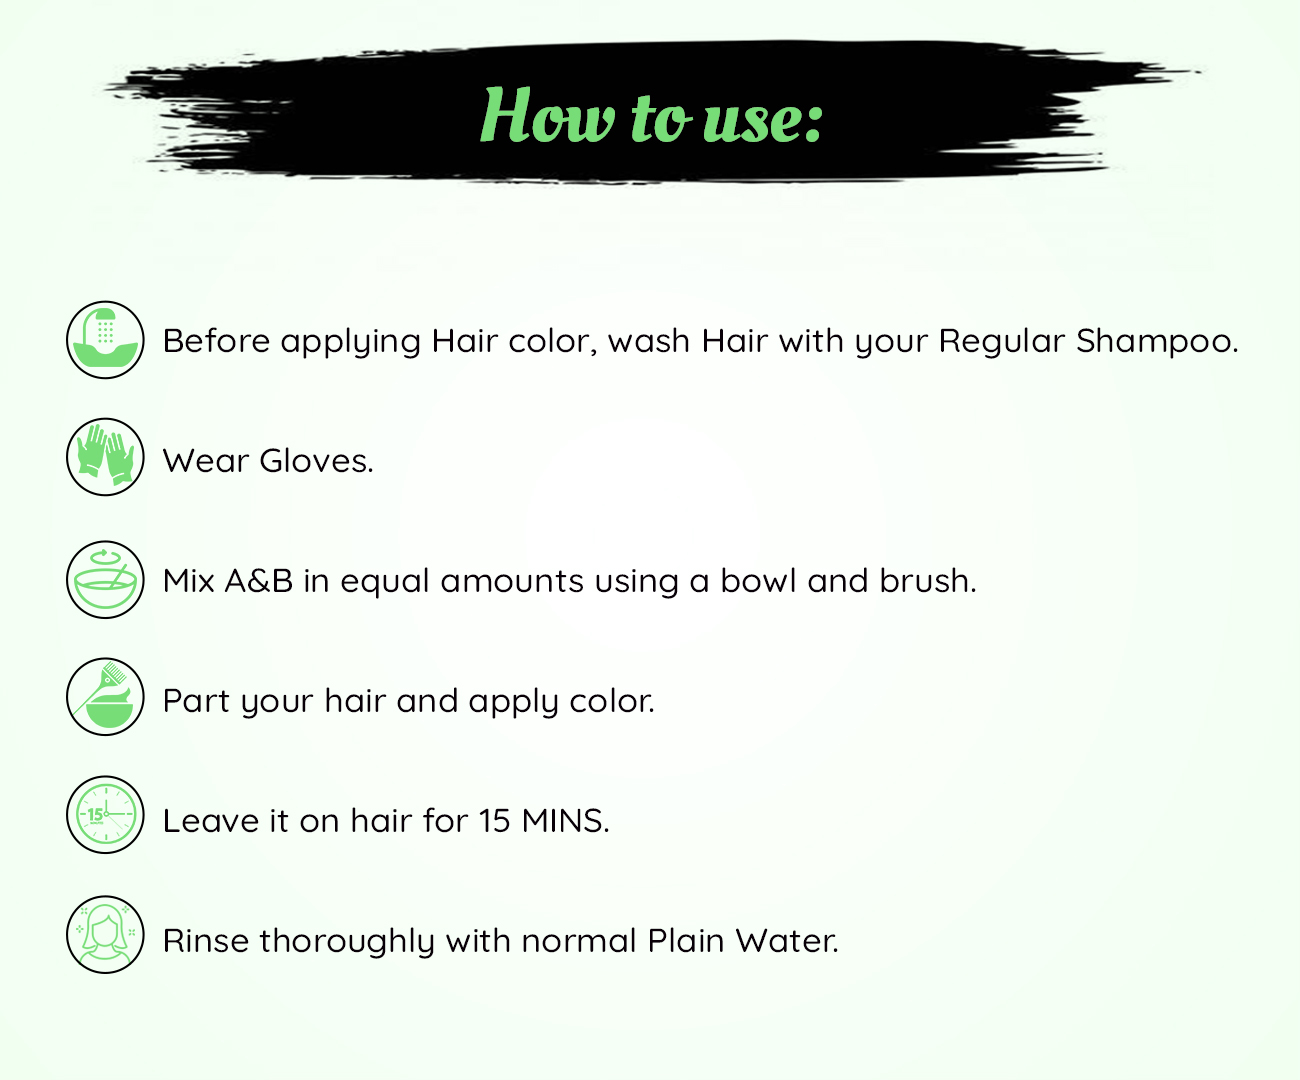 How to use:
Before applying Hair color, wash Hair with your Regular Shampoo.
Wear Gloves.
Mix A&B in equal amounts using a bowl and brush.
Part your hair and apply color.
15
Leave it on hair for 15 MINS.
Rinse thoroughly with normal Plain Water.